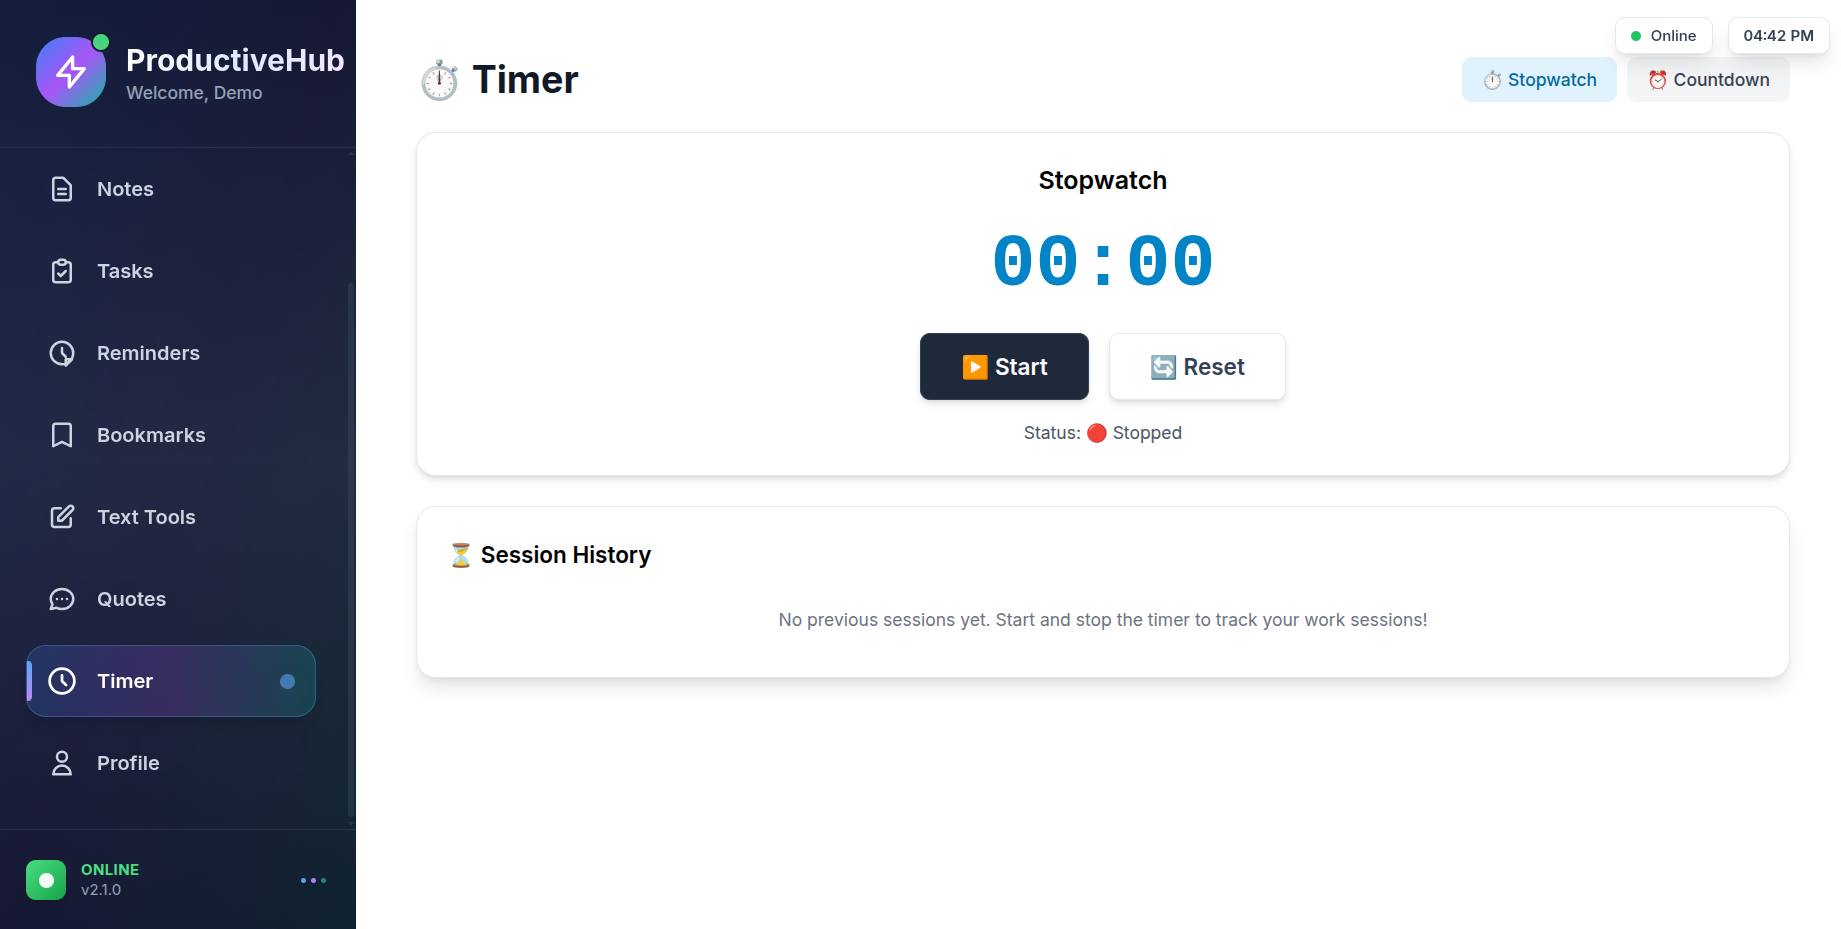 ProductiveHub
Welcome, Demo
Notes
Tasks
Reminders
Bookmarks
Text Tools
Quotes
Timer
Profile
ONLINE
v2.1.0
Online
04:42 PM
Timer
Stopwatch
Countdown
Stopwatch
00:00
Start
Reset
Status: 🔴 Stopped
Session History
No previous sessions yet. Start and stop the timer to track your work sessions!